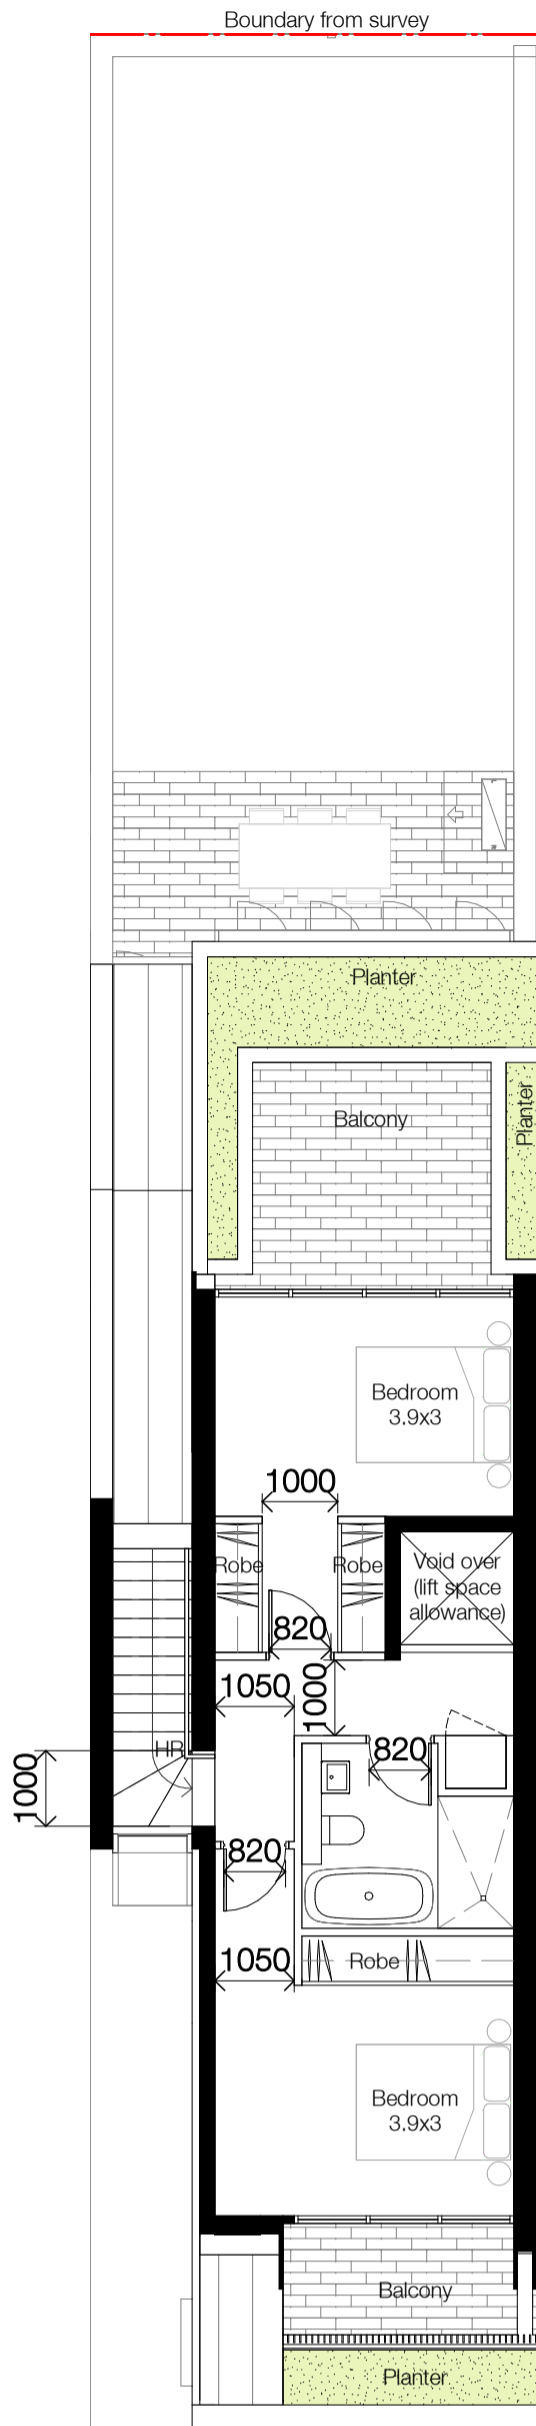 Boundary from survey
Planter
Balcony
Planter
Bedroom
3.9x3
1000
Robe
Robe
Void over
(lift space
allowance)
820
1050
1000
HR
820
1000
820
1050
Robe
Bedroom
3.9x3
Balcony
Planter